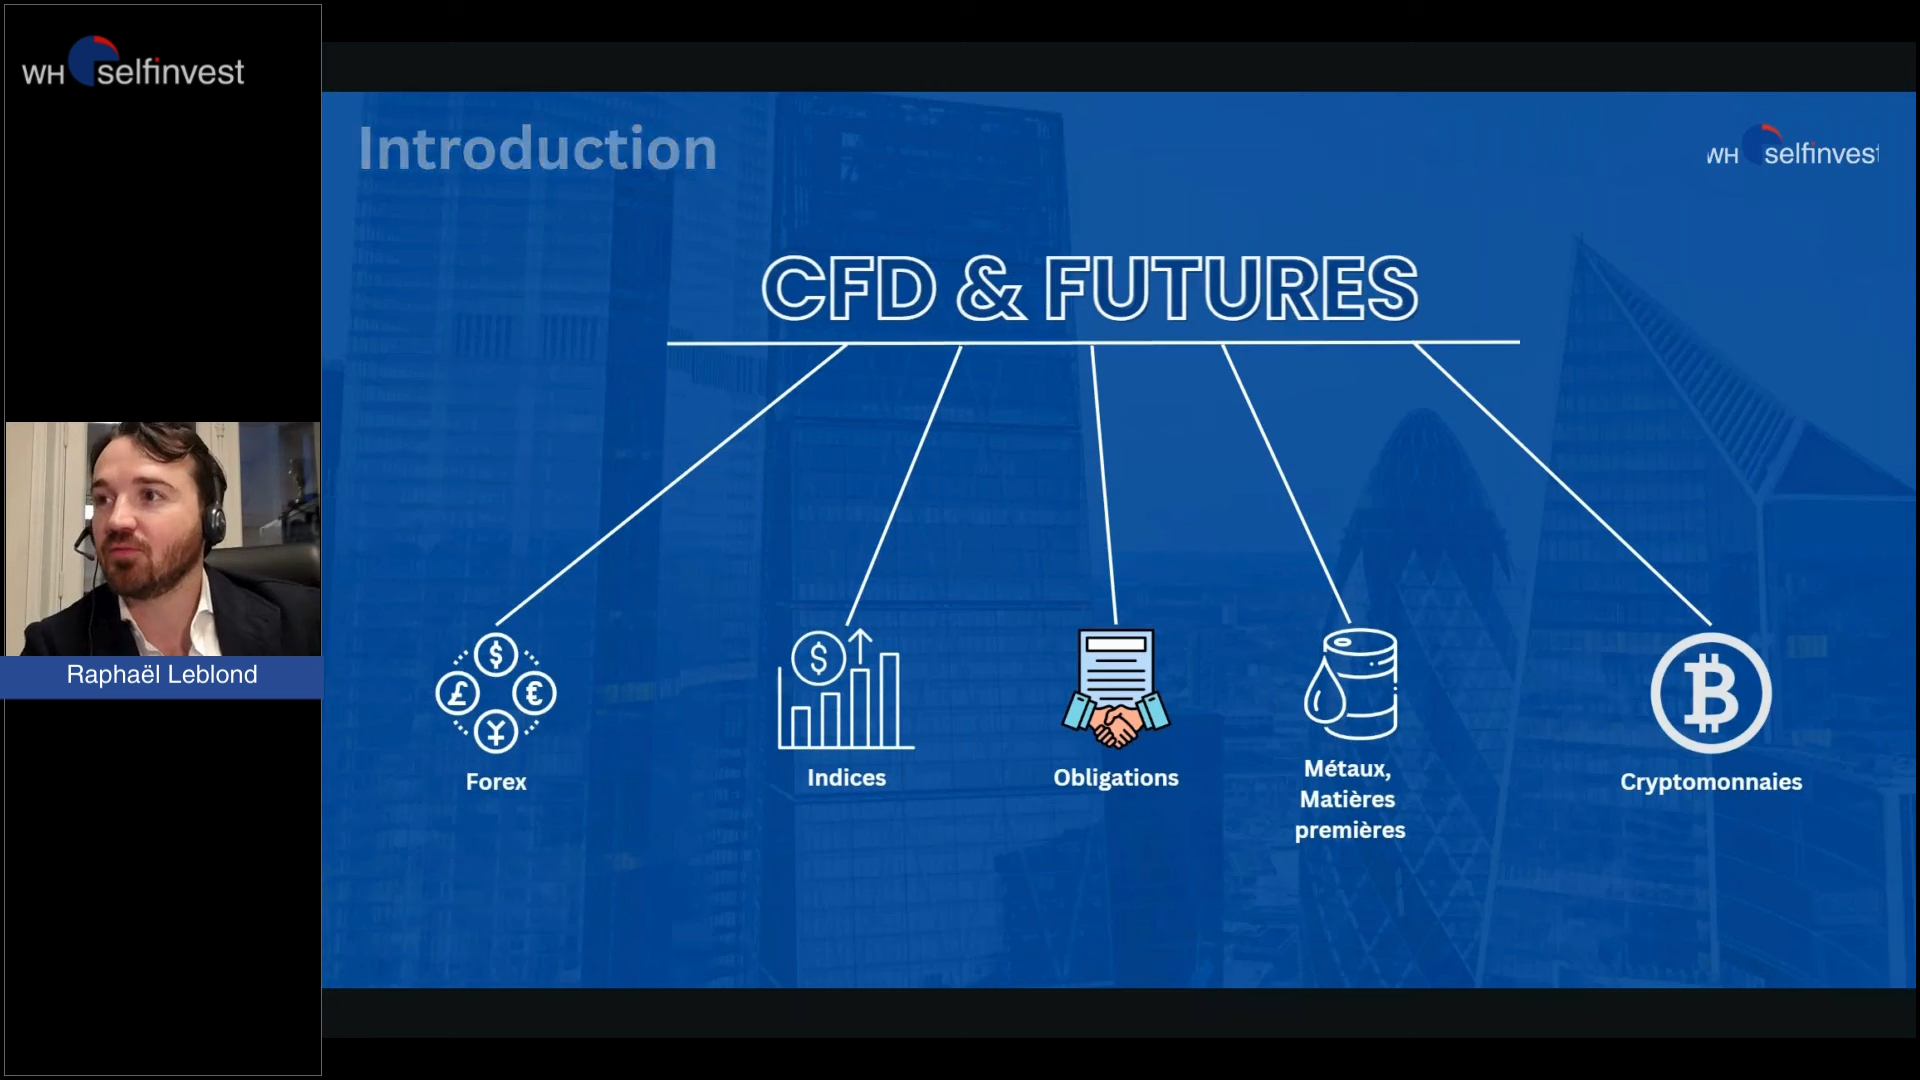 WH selfinvest
Introduction
WH selfinvest
CFD & FUTURES
Raphaël Leblond
Forex
Indices
Obligations
Métaux,
Matières
premières
Cryptomonnaies